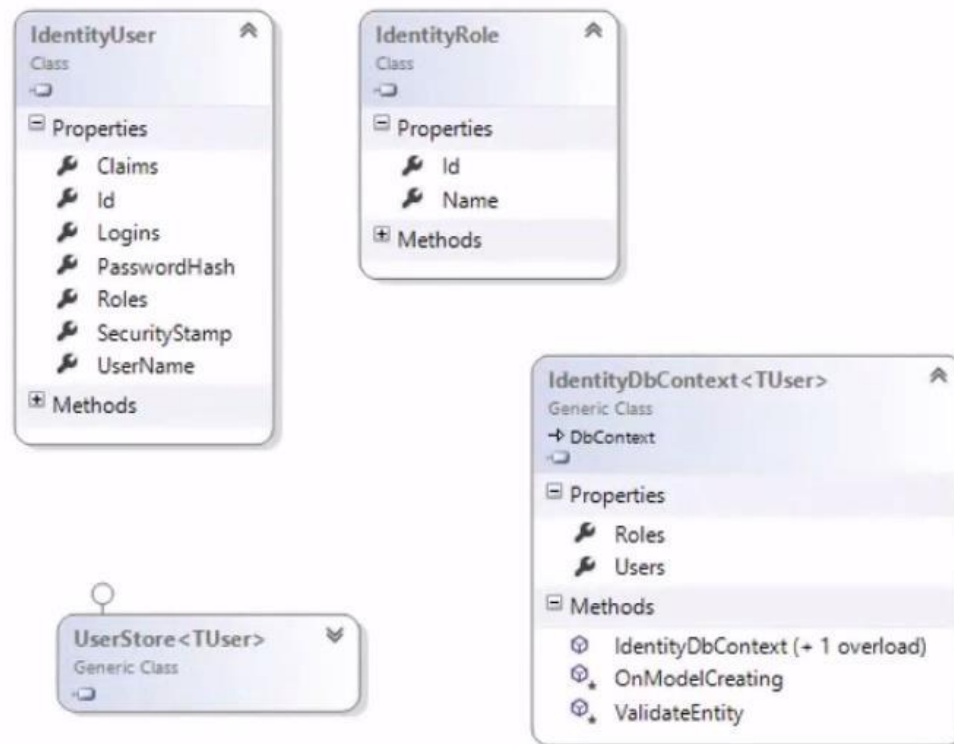 IdentityUser
Class
Properties
Claims
Id
Logins
PasswordHash
Roles
SecurityStamp
UserName
Methods
IdentityRole
Class
Properties
Id
Name
Methods
IdentityDbContext<TUser>
Generic Class
DbContext
Properties
Roles
Users
Methods
IdentityDbContext (+ 1 overload)
OnModelCreating
ValidateEntity
UserStore<TUser>
Generic Class